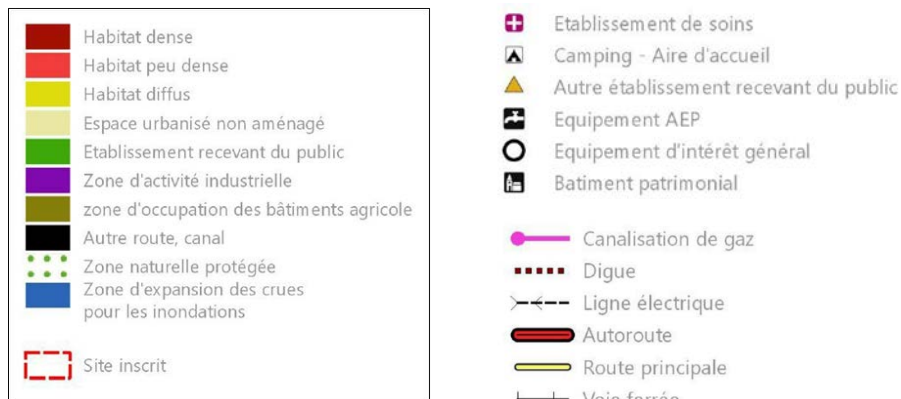 Habitat dense
Habitat peu dense
Habitat diffus
Espace urbanisé non aménagé
Etablissement recevant du public
Zone d'activité industrielle
zone d'occupation des bâtiments agricole
Autre route, canal
Zone naturelle protégée
Zone d'expansion des crues
pour les inondations
Site inscrit
Etablissement de soins
Camping - Aire d'accueil
Autre établissement recevant du public
Equipement AEP
Equipement d'intérêt général
Batiment patrimonial
Canalisation de gaz
Digue
Ligne électrique
Autoroute
Route principale
Voie ferrée